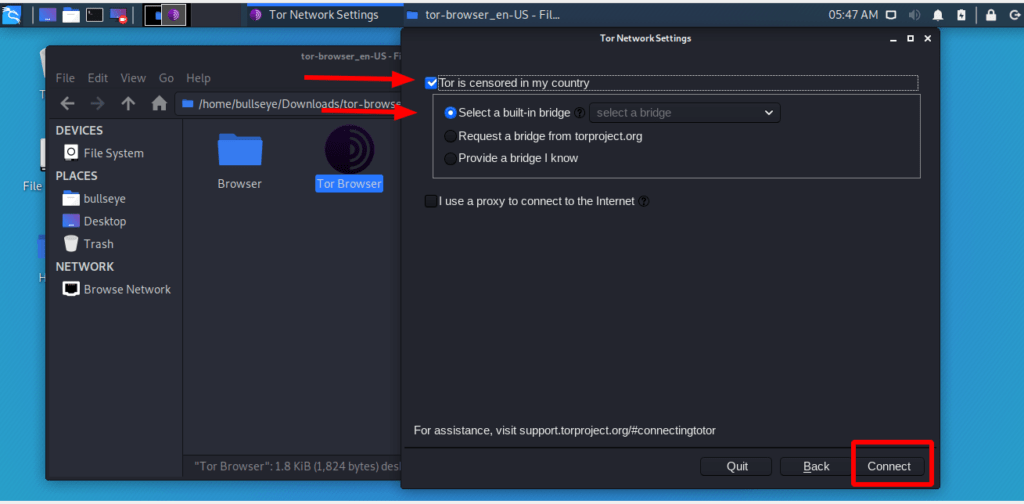 Tor Network Settings
tor-browser_en-US - Fil...
05:47 AM
tor-browser_en-US - Fi
File Edit View Go Help
/home/bullseye/Downloads/tor-browse
DEVICES
File System
PLACES
bullseye
Desktop
Trash
NETWORK
Browse Network
Browser
Tor Browser
"Tor Browser": 1.8 KiB (1,824 bytes) des
T
File
H
Tor Network Settings
Tor is censored in my country
Select a built-in bridge ? select a bridge
Request a bridge from torproject.org
Provide a bridge I know
I use a proxy to connect to the Internet ?
For assistance, visit support.torproject.org/#connectingtotor
Quit Back Connect